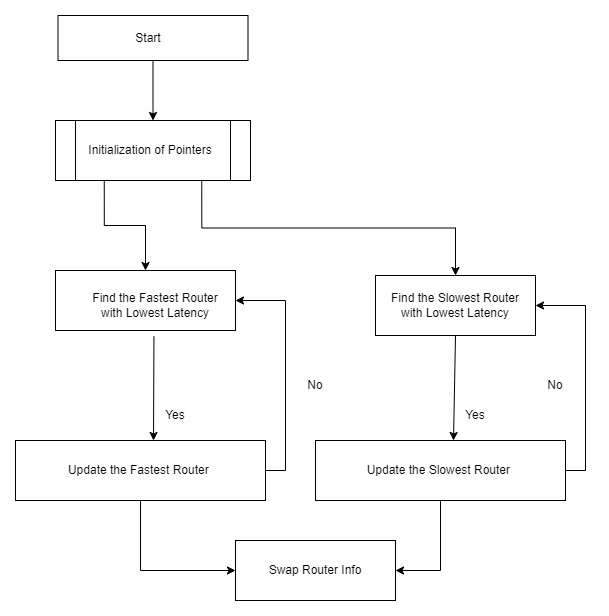 Start
Initialization of Pointers
Find the Fastest Router
with Lowest Latency
Find the Slowest Router
with Lowest Latency
No
No
Yes
Yes
Update the Fastest Router
Update the Slowest Router
Swap Router Info